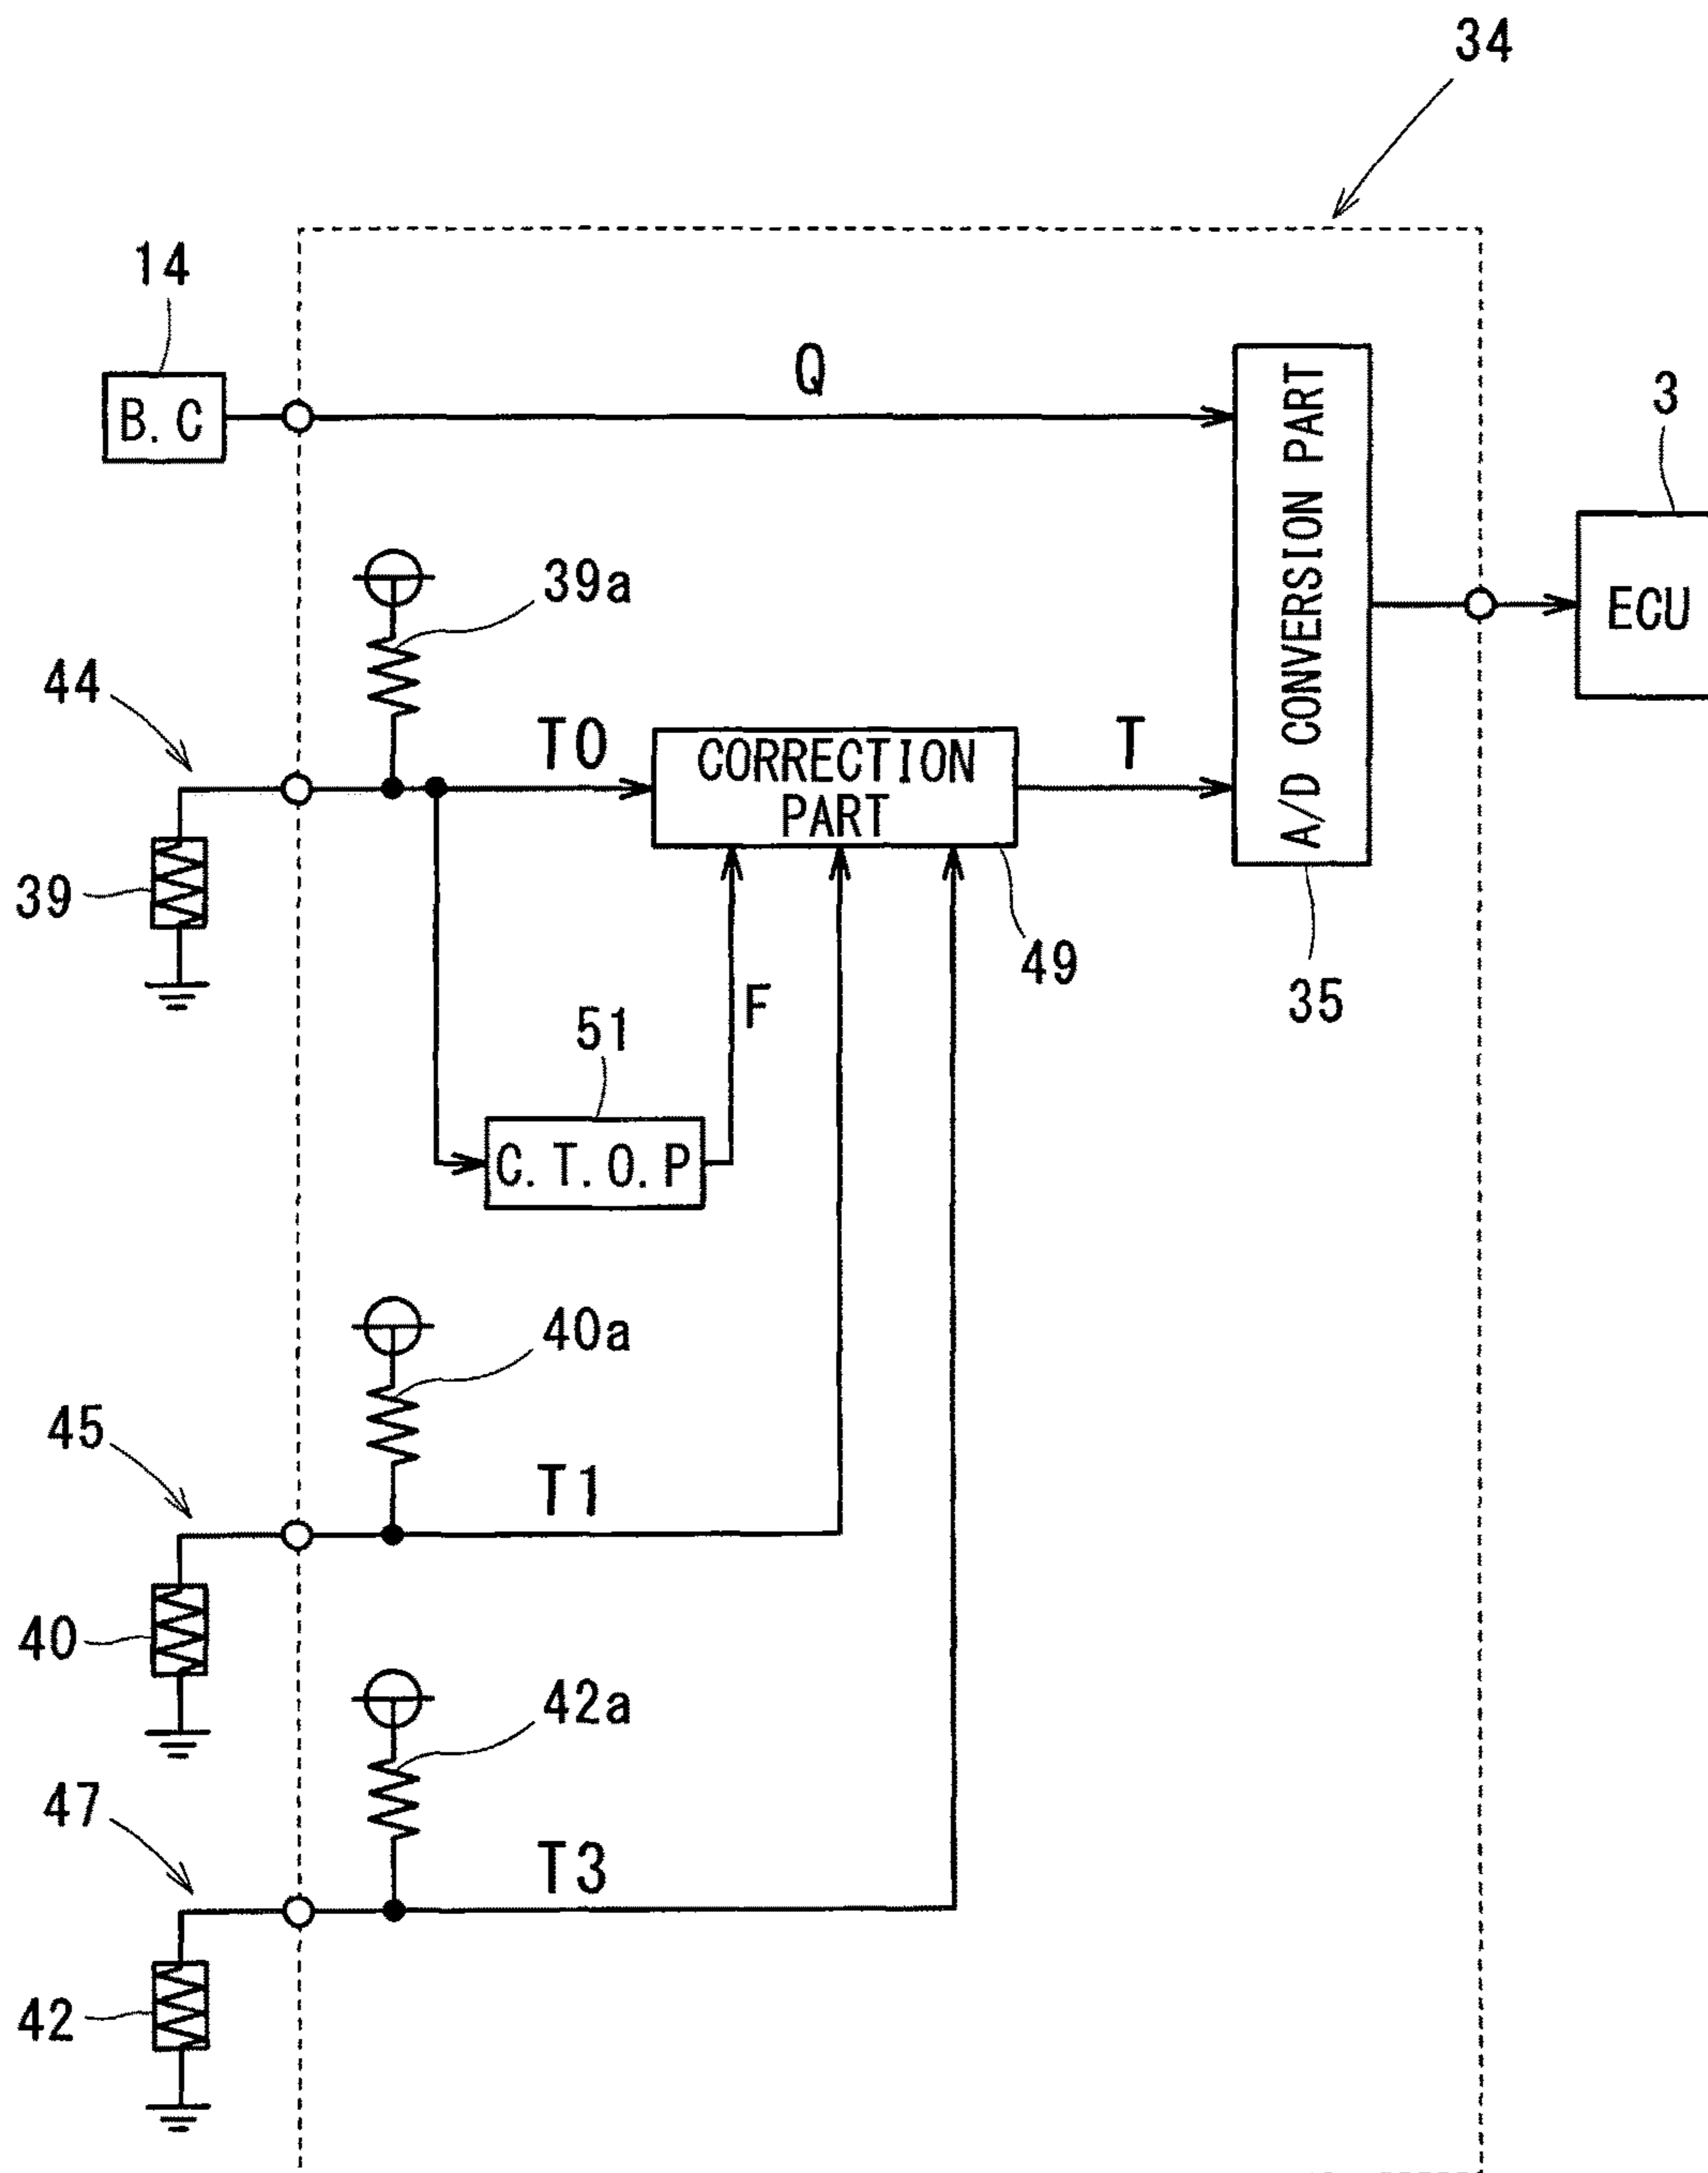 34
14
B.C
Q
A/D CONVERSION PART
3
ECU
39a
44
T0
CORRECTION
PART
T
39
49
35
F
51
C.T.O.P
40a
45
T1
40
42a
47
T3
42